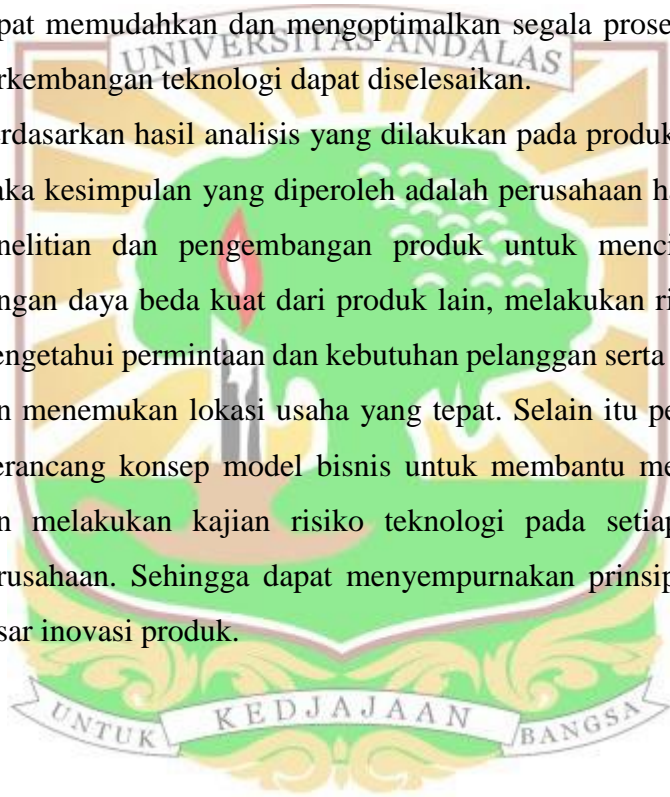 pat memudahkan dan mengoptimalkan segala prose
UNIVERSITAS ANDALAS
rkembangan teknologi dapat diselesaikan.
rdasarkan hasil analisis yang dilakukan pada produk
aka kesimpulan yang diperoleh adalah perusahaan ha
nelitian dan pengembangan produk untuk menci
ngan daya beda kuat dari produk lain, melakukan ri
engetahui permintaan dan kebutuhan pelanggan serta
n menemukan lokasi usaha yang tepat. Selain itu pe
erancang konsep model bisnis untuk membantu me
n melakukan kajian risiko teknologi pada setiap
rusahaan. Sehingga dapat menyempurnakan prinsip
sar inovasi produk.
UNTUK KEDJAJAAN BANGSA